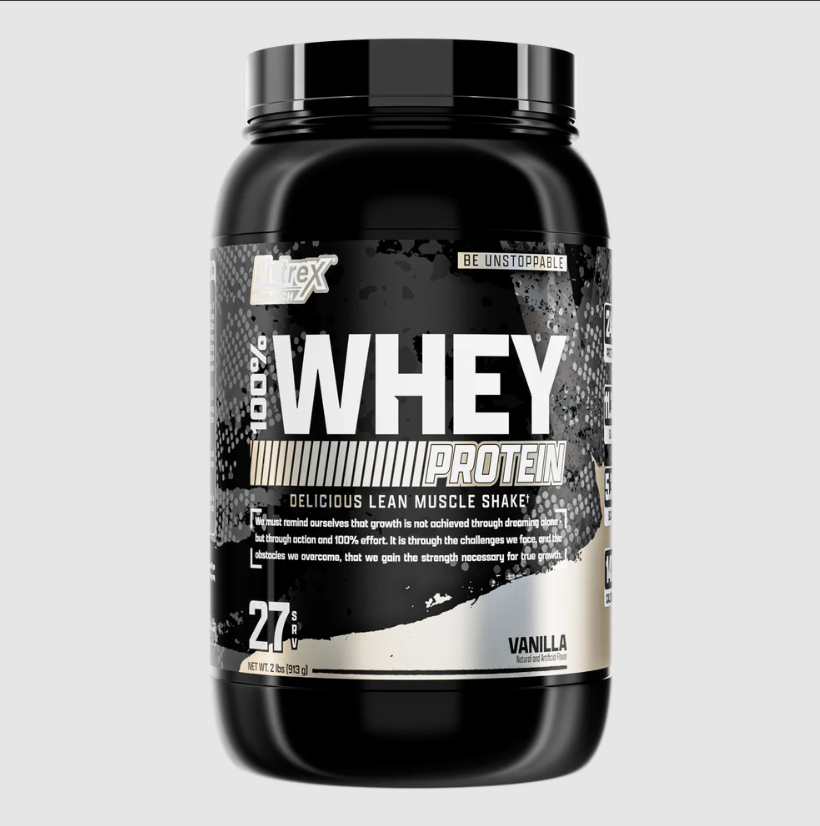 NutreX
BE UNSTOPPABLE
100%
WHEY
PROTEIN
DELICIOUS LEAN MUSCLE SHAKE†
We must remind ourselves that growth is not achieved through dreaming alone
but through action and 100% effort. It is through the challenges we face, and the
obstacles we overcome, that we gain the strength necessary for true growth
27
SRV
VANILLA
Natural and Artificial Flavor
NET WT. 2 lbs (913 g)